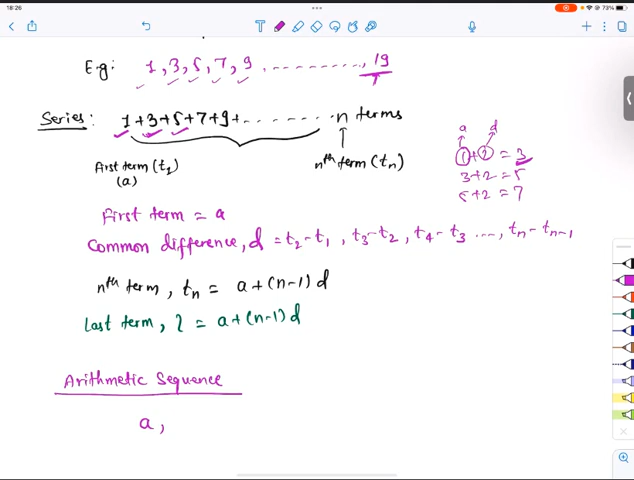 18:26
73%
E.g: 1, 3, 5, 7, 9 ............, 19
Series: 1+3+5+7+9+ ............ n terms
First term (t1)
(a)
nth term (tn)
a d
1+2 = 3
3+2 = 5
5+2 = 7
First term = a
Common difference, d = t2-t1, t3-t2, t4-t3 ...., tn-tn-1
nth term, tn = a+(n-1)d
Last term, l = a+(n-1)d
Arithmetic Sequence
a,